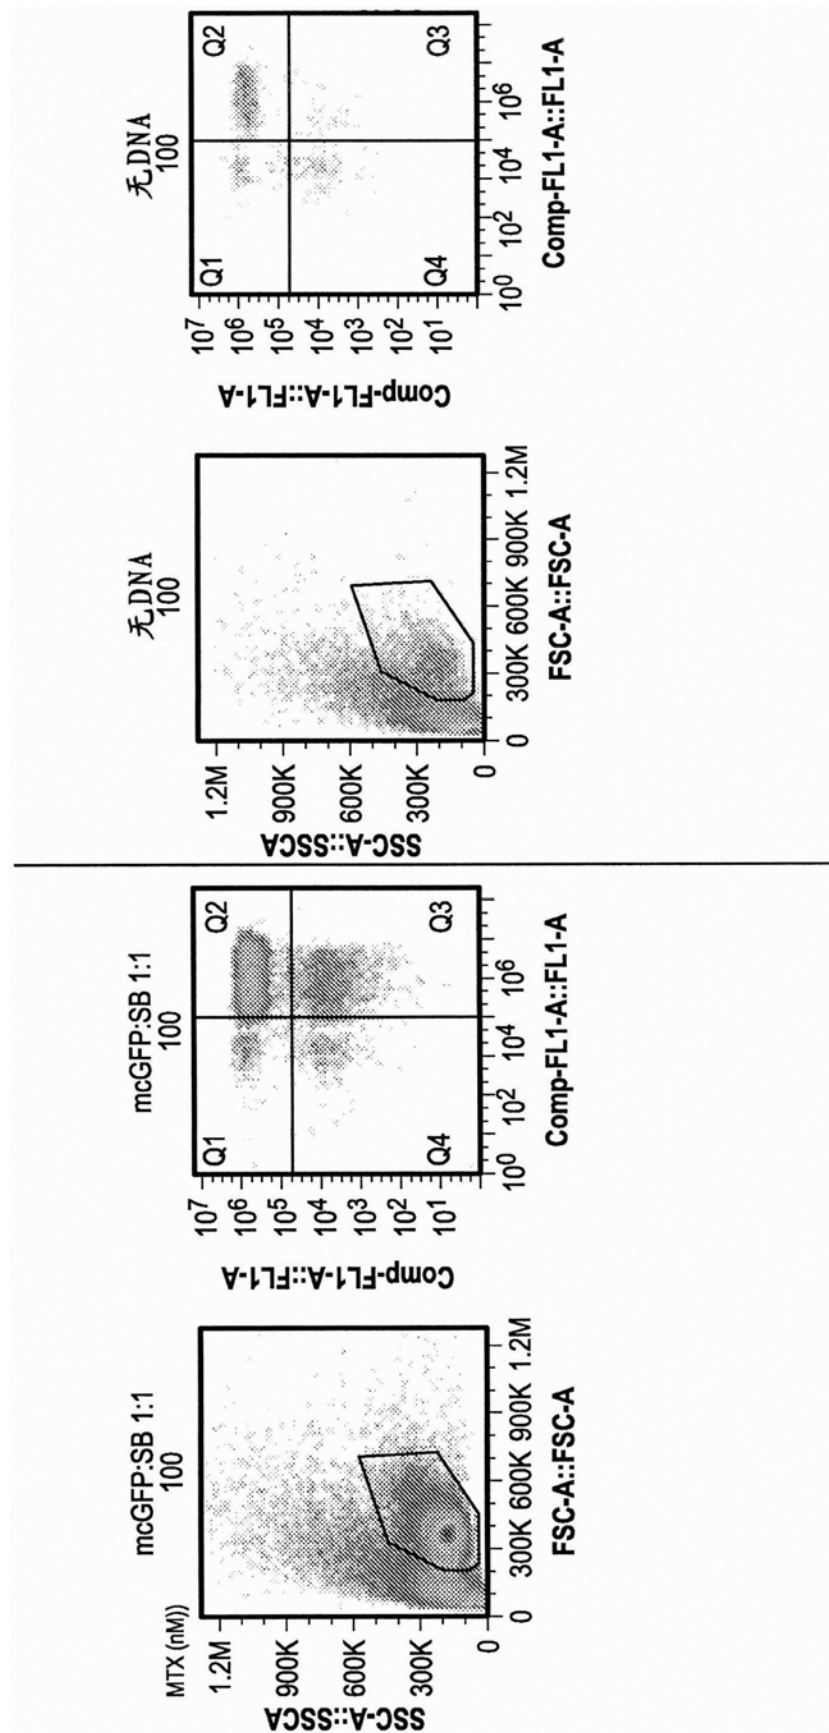 mcGFP:SB 1:1
MTX (nM))
100
1.2M
900K
600K
300K
0
SSC-A::SSCA
0 300K 600K 900K 1.2M
FSC-A::FSC-A
mcGFP:SB 1:1
100
10⁷
10⁶
10⁵
10⁴
10³
10²
10¹
Comp-FL1-A::FL1-A
Q1
Q2
Q4
Q3
10⁰ 10² 10⁴ 10⁶
Comp-FL1-A::FL1-A
无DNA
100
1.2M
900K
600K
300K
0
SSC-A::SSCA
0 300K 600K 900K 1.2M
FSC-A::FSC-A
无DNA
100
10⁷
10⁶
10⁵
10⁴
10³
10²
10¹
Comp-FL1-A::FL1-A
Q1
Q2
Q4
Q3
10⁰ 10² 10⁴ 10⁶
Comp-FL1-A::FL1-A